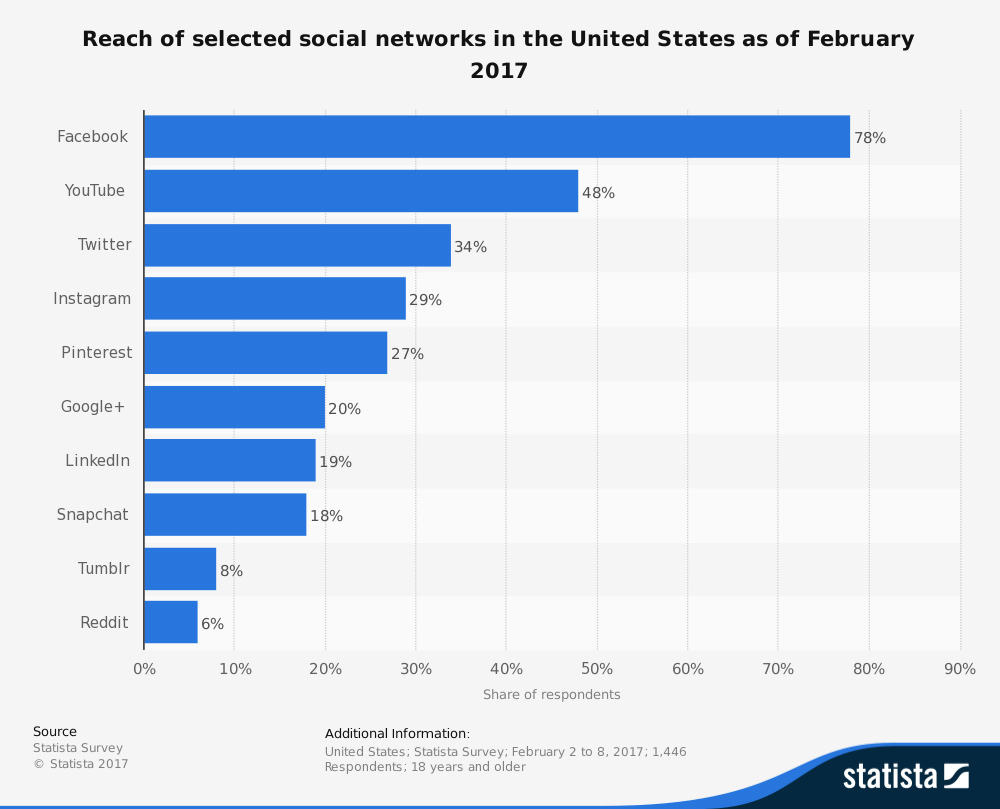 Reach of selected social networks in the United States as of February
2017
Facebook 78%
YouTube 48%
Twitter 34%
Instagram 29%
Pinterest 27%
Google+ 20%
LinkedIn 19%
Snapchat 18%
Tumblr 8%
Reddit 6%
0% 10% 20% 30% 40% 50% 60% 70% 80% 90%
Share of respondents
Source
Statista Survey
© Statista 2017
Additional Information:
United States; Statista Survey; February 2 to 8, 2017; 1,446
Respondents; 18 years and older
statista